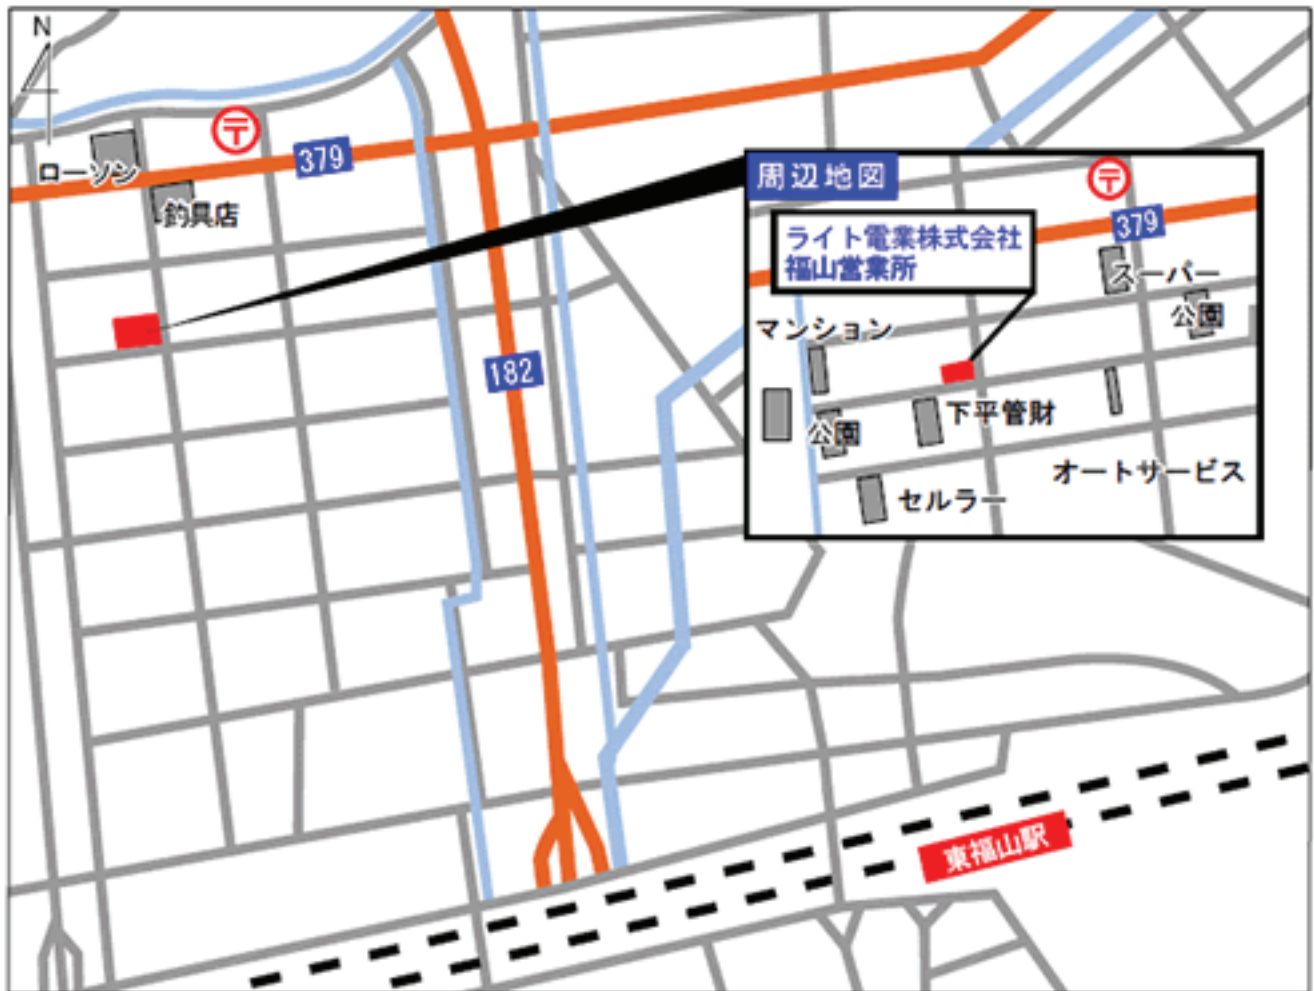 N
ローソン
〒
379
釣具店
182
周辺地図
〒
379
ライト電業株式会社
福山営業所
スーパー
公園
マンション
下平管財
公園
オートサービス
セルラー
東福山駅